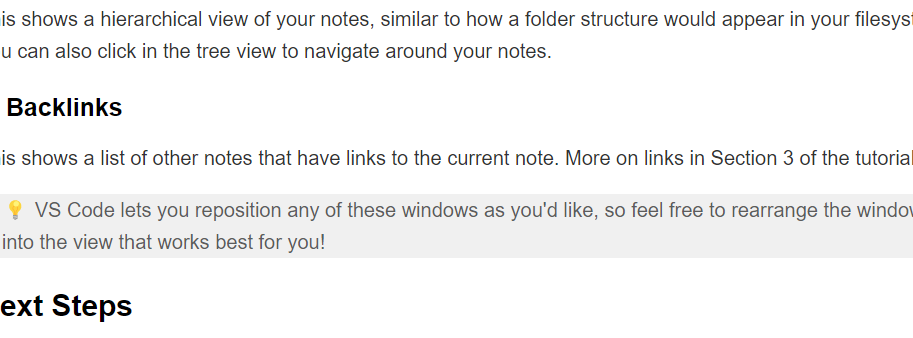 is shows a hierarchical view of your notes, similar to how a folder structure would appear in your filesyst
u can also click in the tree view to navigate around your notes.
Backlinks
is shows a list of other notes that have links to the current note. More on links in Section 3 of the tutorial
💡 VS Code lets you reposition any of these windows as you'd like, so feel free to rearrange the window
into the view that works best for you!
ext Steps